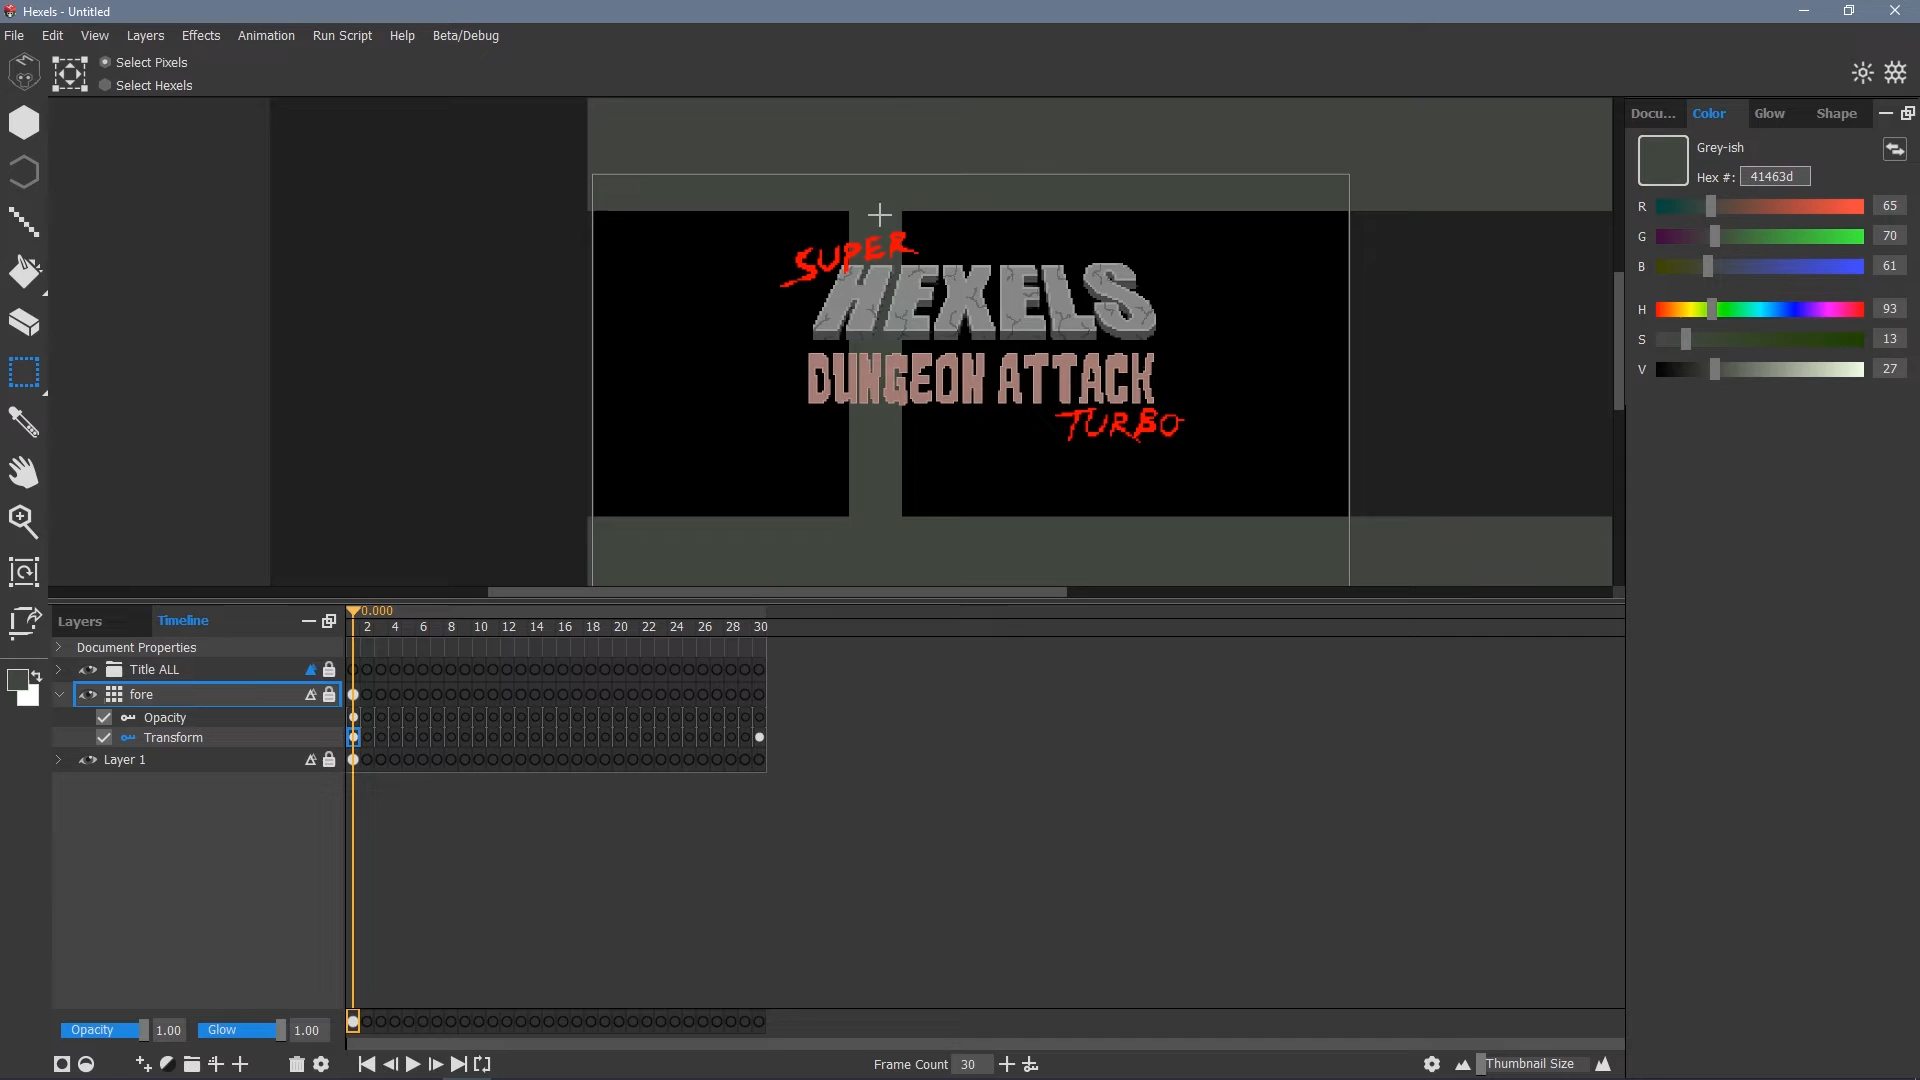 Hexels - Untitled
File Edit View Layers Effects Animation Run Script Help Beta/Debug
Select Pixels
Select Hexels
Docu... Color Glow Shape
Grey-ish
Hex #: 41463d
R 65
G 70
B 61
H 93
S 13
V 27
SUPER
HEXELS
DUNGEON ATTACK
TURBO
Layers Timeline
0.000
2 4 6 8 10 12 14 16 18 20 22 24 26 28 30
Document Properties
Title ALL
fore
Opacity
Transform
Layer 1
Opacity 1.00 Glow 1.00
Frame Count 30
Thumbnail Size